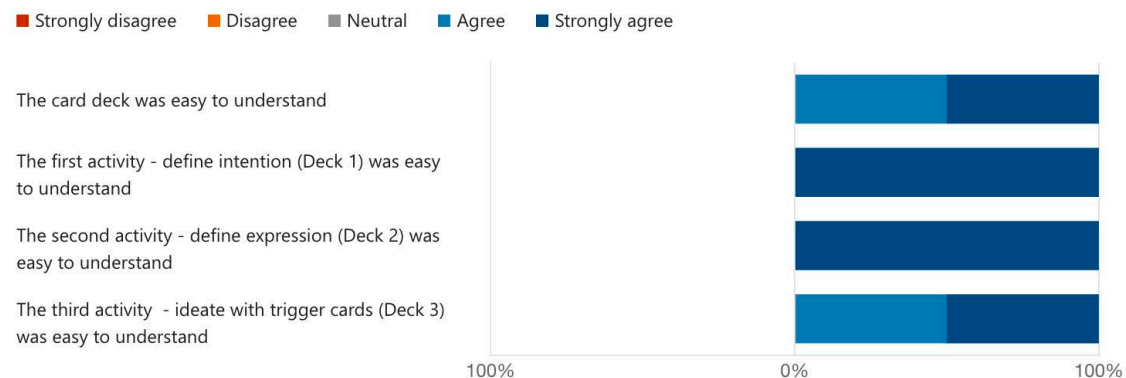 Strongly disagree Disagree Neutral Agree Strongly agree
The card deck was easy to understand
The first activity - define intention (Deck 1) was easy
to understand
The second activity - define expression (Deck 2) was
easy to understand
The third activity  - ideate with trigger cards (Deck 3)
was easy to understand
100% 0% 100%